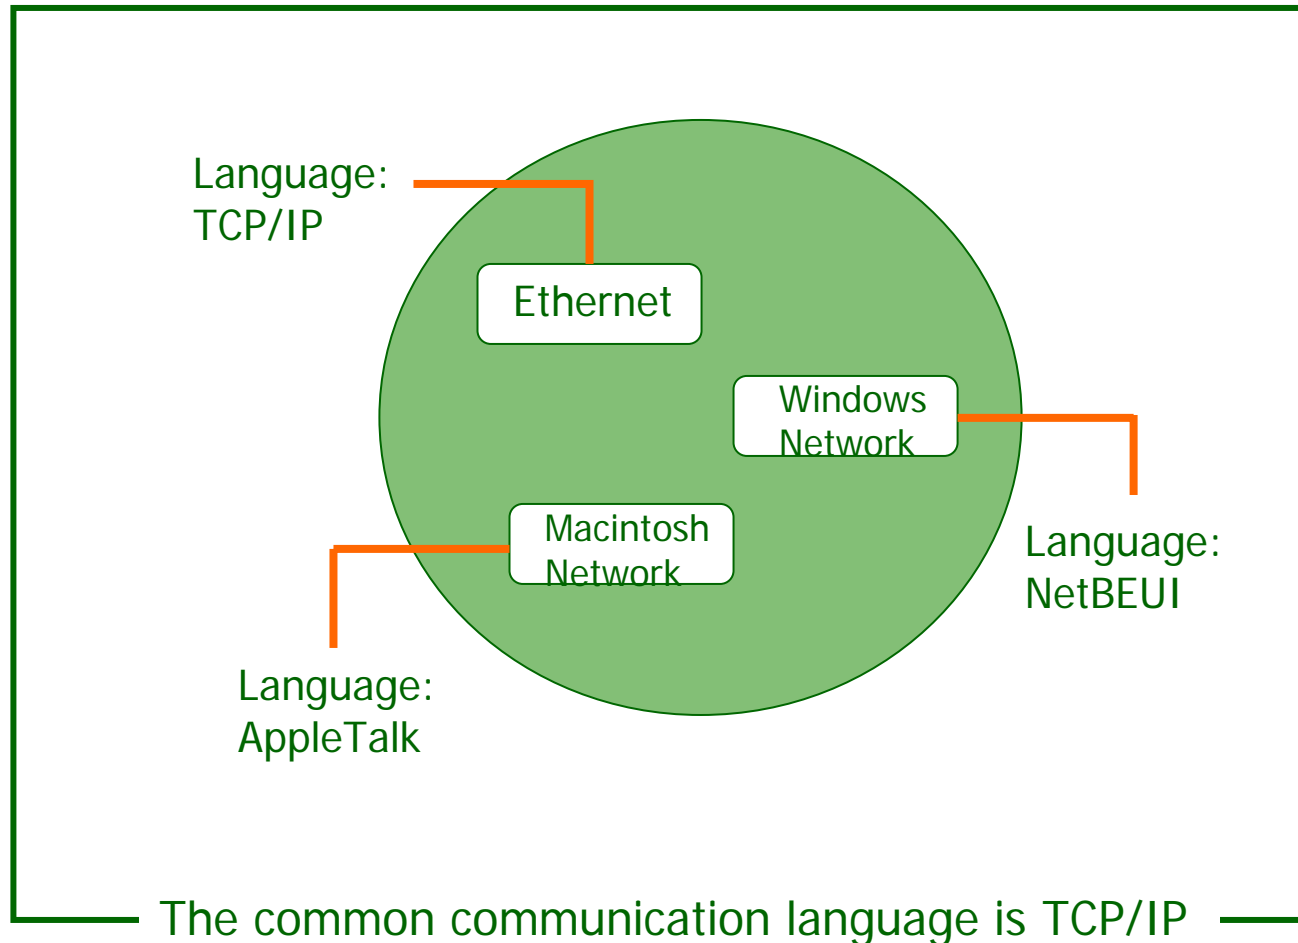 Language:
TCP/IP
Ethernet
Windows
Network
Macintosh
Network
Language:
NetBEUI
Language:
AppleTalk
The common communication language is TCP/IP